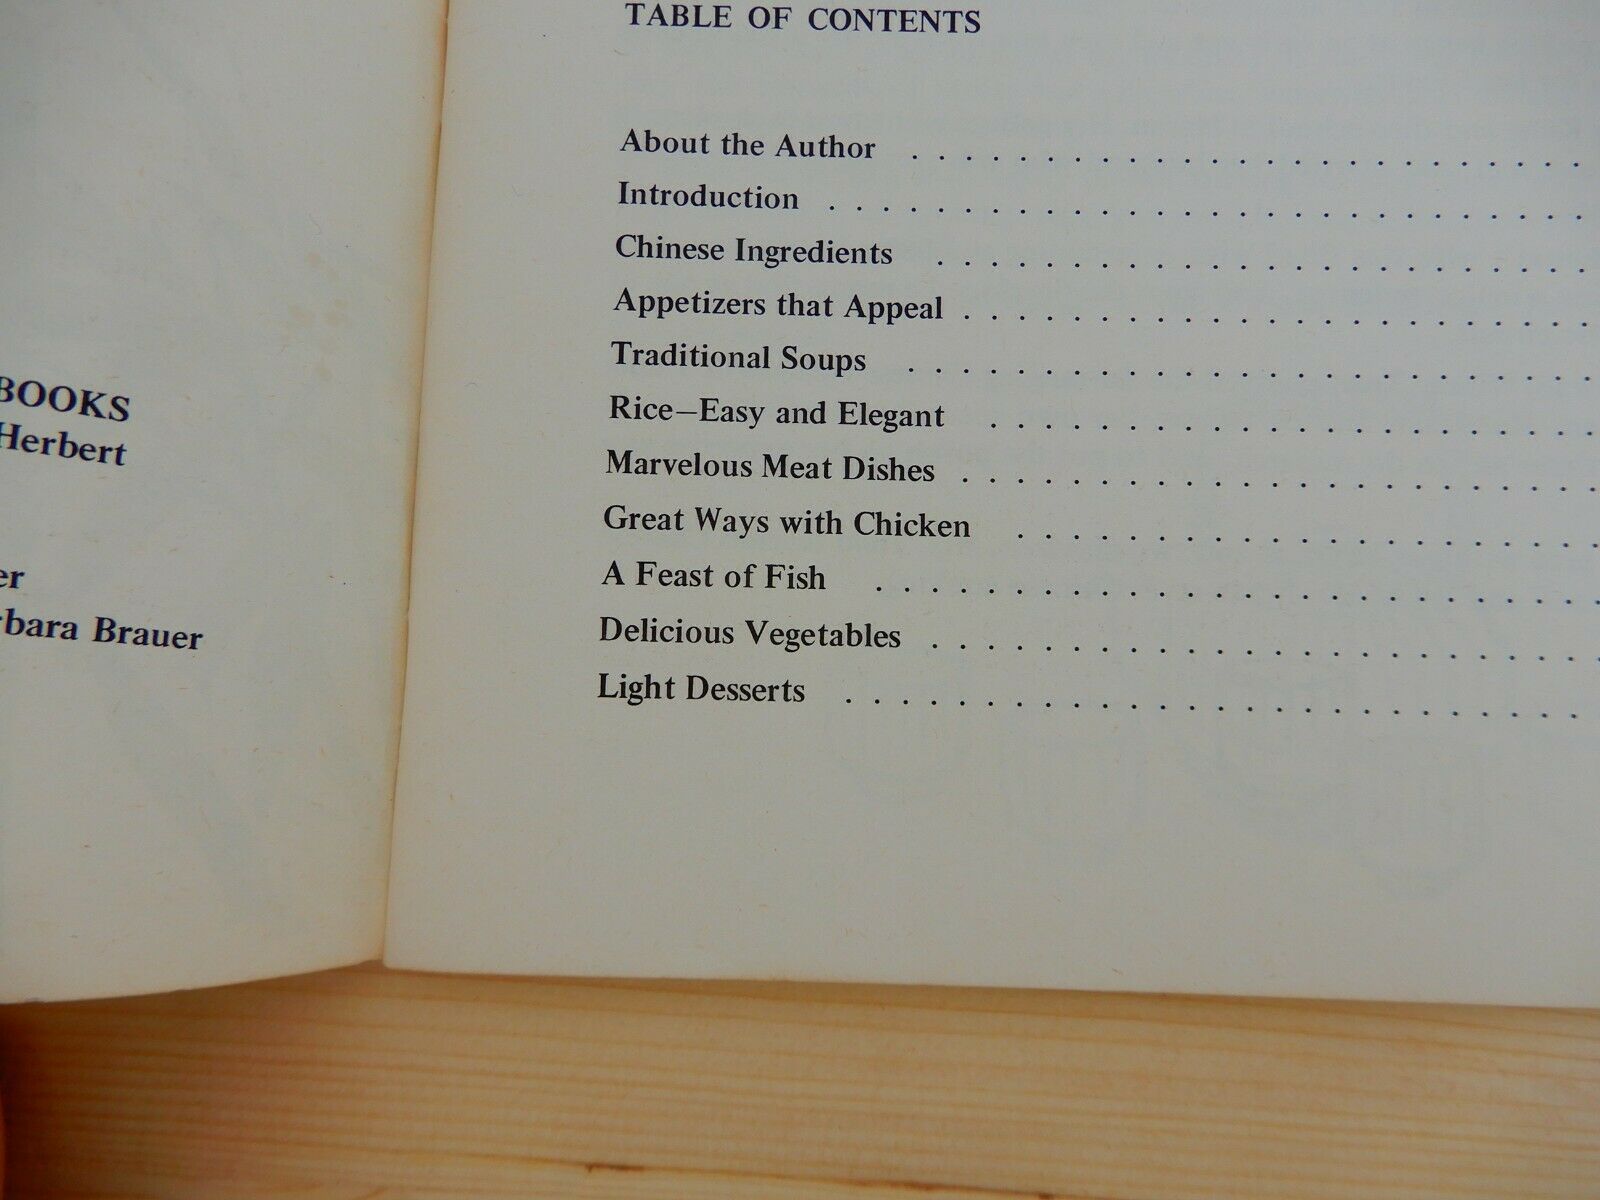 BOOKS
Herbert
er
bara Brauer
TABLE OF CONTENTS
About the Author . . . . . . . . . . . . . . . . . . . . . . . . .
Introduction . . . . . . . . . . . . . . . . . . . . . . . . . . . .
Chinese Ingredients . . . . . . . . . . . . . . . . . . . . . . . .
Appetizers that Appeal . . . . . . . . . . . . . . . . . . . . . . .
Traditional Soups . . . . . . . . . . . . . . . . . . . . . . . . .
Rice—Easy and Elegant . . . . . . . . . . . . . . . . . . . . . .
Marvelous Meat Dishes . . . . . . . . . . . . . . . . . . . . . . .
Great Ways with Chicken . . . . . . . . . . . . . . . . . . . . .
A Feast of Fish . . . . . . . . . . . . . . . . . . . . . . . . . .
Delicious Vegetables . . . . . . . . . . . . . . . . . . . . . . . .
Light Desserts . . . . . . . . . . . . . . . . . . . . . . . . . .